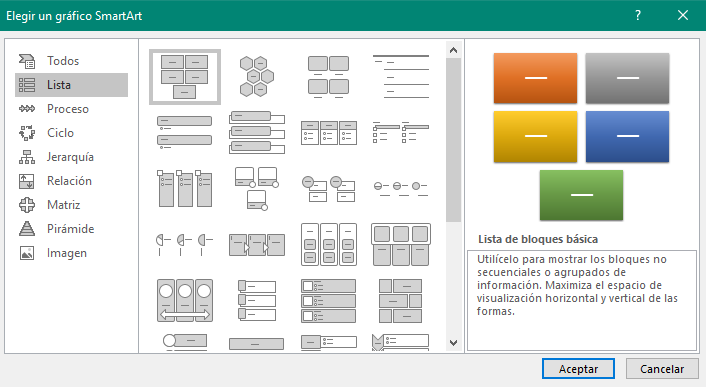 Elegir un gráfico SmartArt
?
Todos
Lista
Proceso
Ciclo
Jerarquía
Relación
Matriz
Pirámide
Imagen
Lista de bloques básica
Utilícelo para mostrar los bloques no
secuenciales o agrupados de
información. Maximiza el espacio de
visualización horizontal y vertical de las
formas.
Aceptar
Cancelar